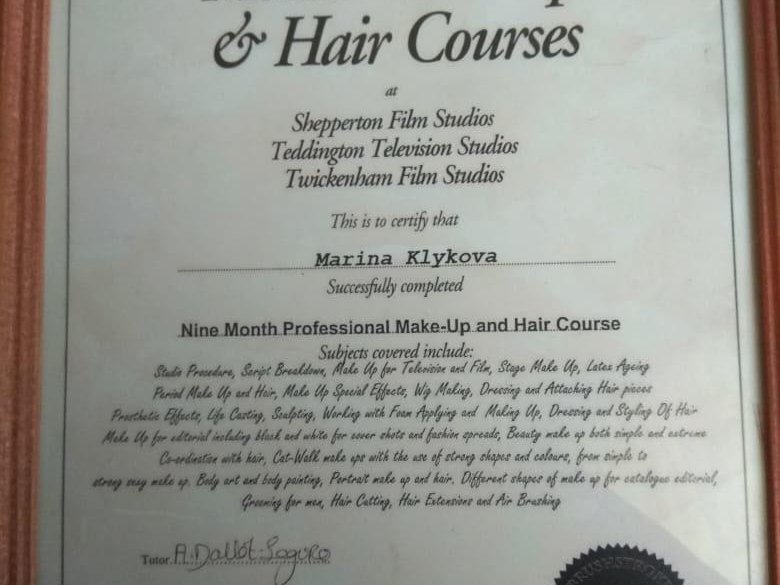 & Hair Courses
at
Shepperton Film Studios
Teddington Television Studios
Twickenham Film Studios
This is to certify that
Marina Klykova
Successfully completed
Nine Month Professional Make-Up and Hair Course
Subjects covered include:
Studio Procedure, Script Breakdown, Make Up for Television and Film, Stage Make Up, Latex Ageing
Period Make Up and Hair, Make Up Special Effects, Wig Making, Dressing and Attaching Hair pieces
Prosthetic Effects, Life Casting, Sculpting, Working with Foam Applying and Making Up, Dressing and Styling Of Hair
Make Up for editorial including black and white for cover shots and fashion spreads, Beauty make up both simple and extreme
Co-ordination with hair, Cat-Walk make ups with the use of strong shapes and colours, from simple to
strong sexy make up. Body art and body painting, Portrait make up and hair. Different shapes of make up for catalogue editorial,
Grooming for men, Hair Cutting, Hair Extensions and Air Brushing
Tutor